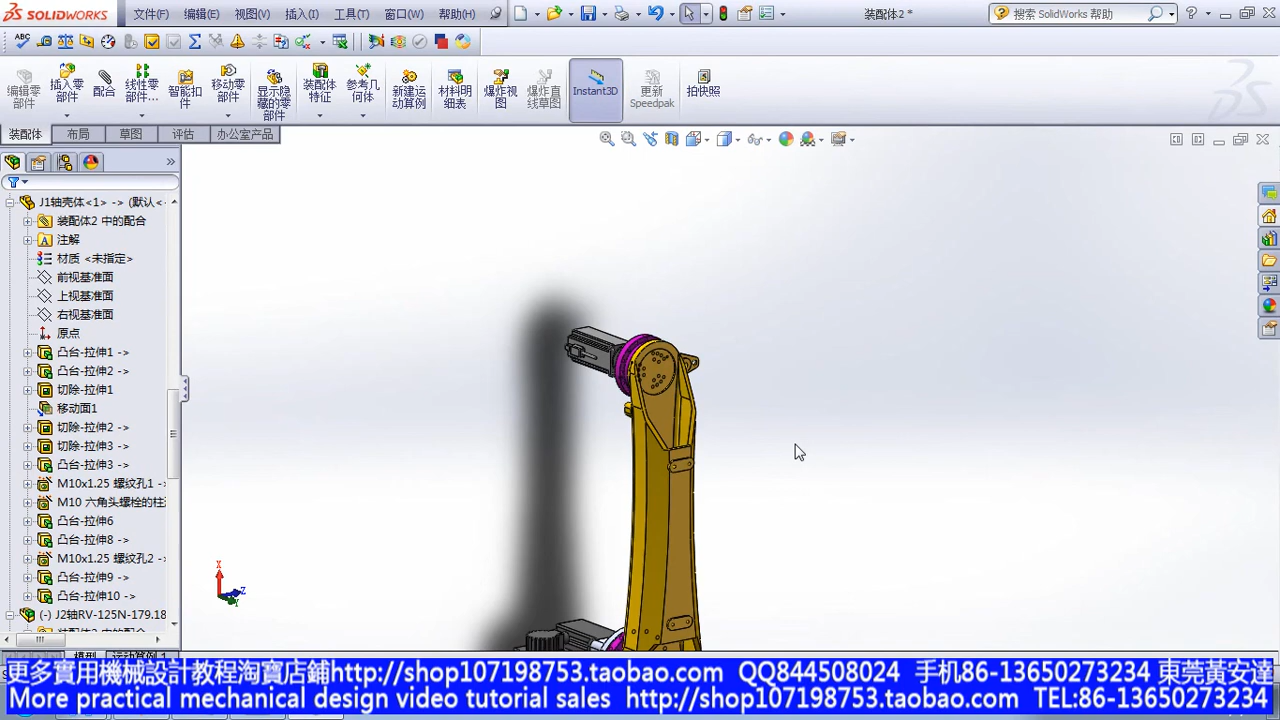 SOLIDWORKS 文件(F) 编辑(E) 视图(V) 插入(I) 工具(T) 窗口(W) 帮助(H) 装配体2 * 搜索 SolidWorks 帮助
编辑零部件 插入零部件 配合 线性零部件... 智能扣件 移动零部件 显示隐藏的零部件 装配体特征 参考几何体 新建运动算例 材料明细表 爆炸视图 爆炸直线草图 Instant3D 更新 Speedpak 拍快照
装配体 布局 草图 评估 办公室产品
J1轴壳体<1> -> (默认<
装配体2 中的配合
注解
材质 <未指定>
前视基准面
上视基准面
右视基准面
原点
凸台-拉伸1 ->
凸台-拉伸2 ->
切除-拉伸1
移动面1
切除-拉伸2
切除-拉伸3 ->
凸台-拉伸3 ->
M10x1.25 螺纹孔1 ->
M10 六角头螺栓的柱
凸台-拉伸6
凸台-拉伸8 ->
M10x1.25 螺纹孔2 ->
凸台-拉伸9 ->
凸台-拉伸10 ->
(-) J2轴RV-125N-179.18
X
Z
Y
更多實用機械設計教程淘寶店鋪http://shop107198753.taobao.com QQ844508024 手机86-13650273234 東莞黃安達
More practical mechanical design video tutorial sales http://shop107198753.taobao.com TEL:86-13650273234